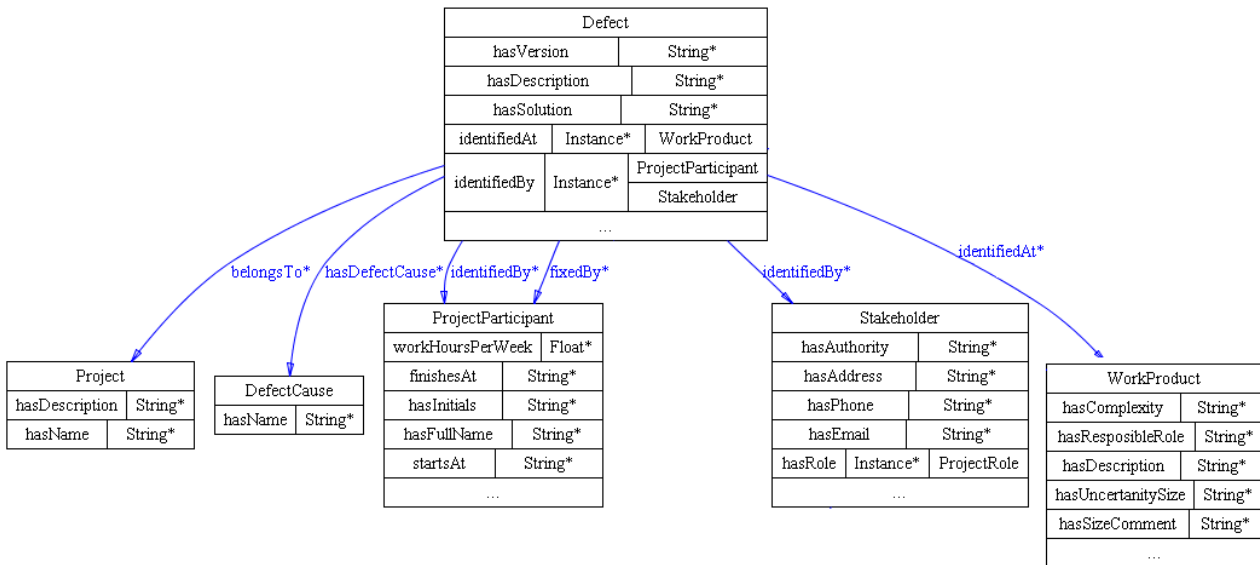 Defect
hasVersion String*
hasDescription String*
hasSolution String*
identifiedAt Instance* WorkProduct
identifiedBy Instance* ProjectParticipant
Stakeholder
...
belongsTo* hasDefectCause* identifiedBy* fixedBy* identifiedBy* identifiedAt*
Project
hasDescription String*
hasName String*
DefectCause
hasName String*
ProjectParticipant
workHoursPerWeek Float*
finishesAt String*
hasInitials String*
hasFullName String*
startsAt String*
...
Stakeholder
hasAuthority String*
hasAddress String*
hasPhone String*
hasEmail String*
hasRole Instance* ProjectRole
...
WorkProduct
hasComplexity String*
hasResposibleRole String*
hasDescription String*
hasUncertanitySize String*
hasSizeComment String*
...